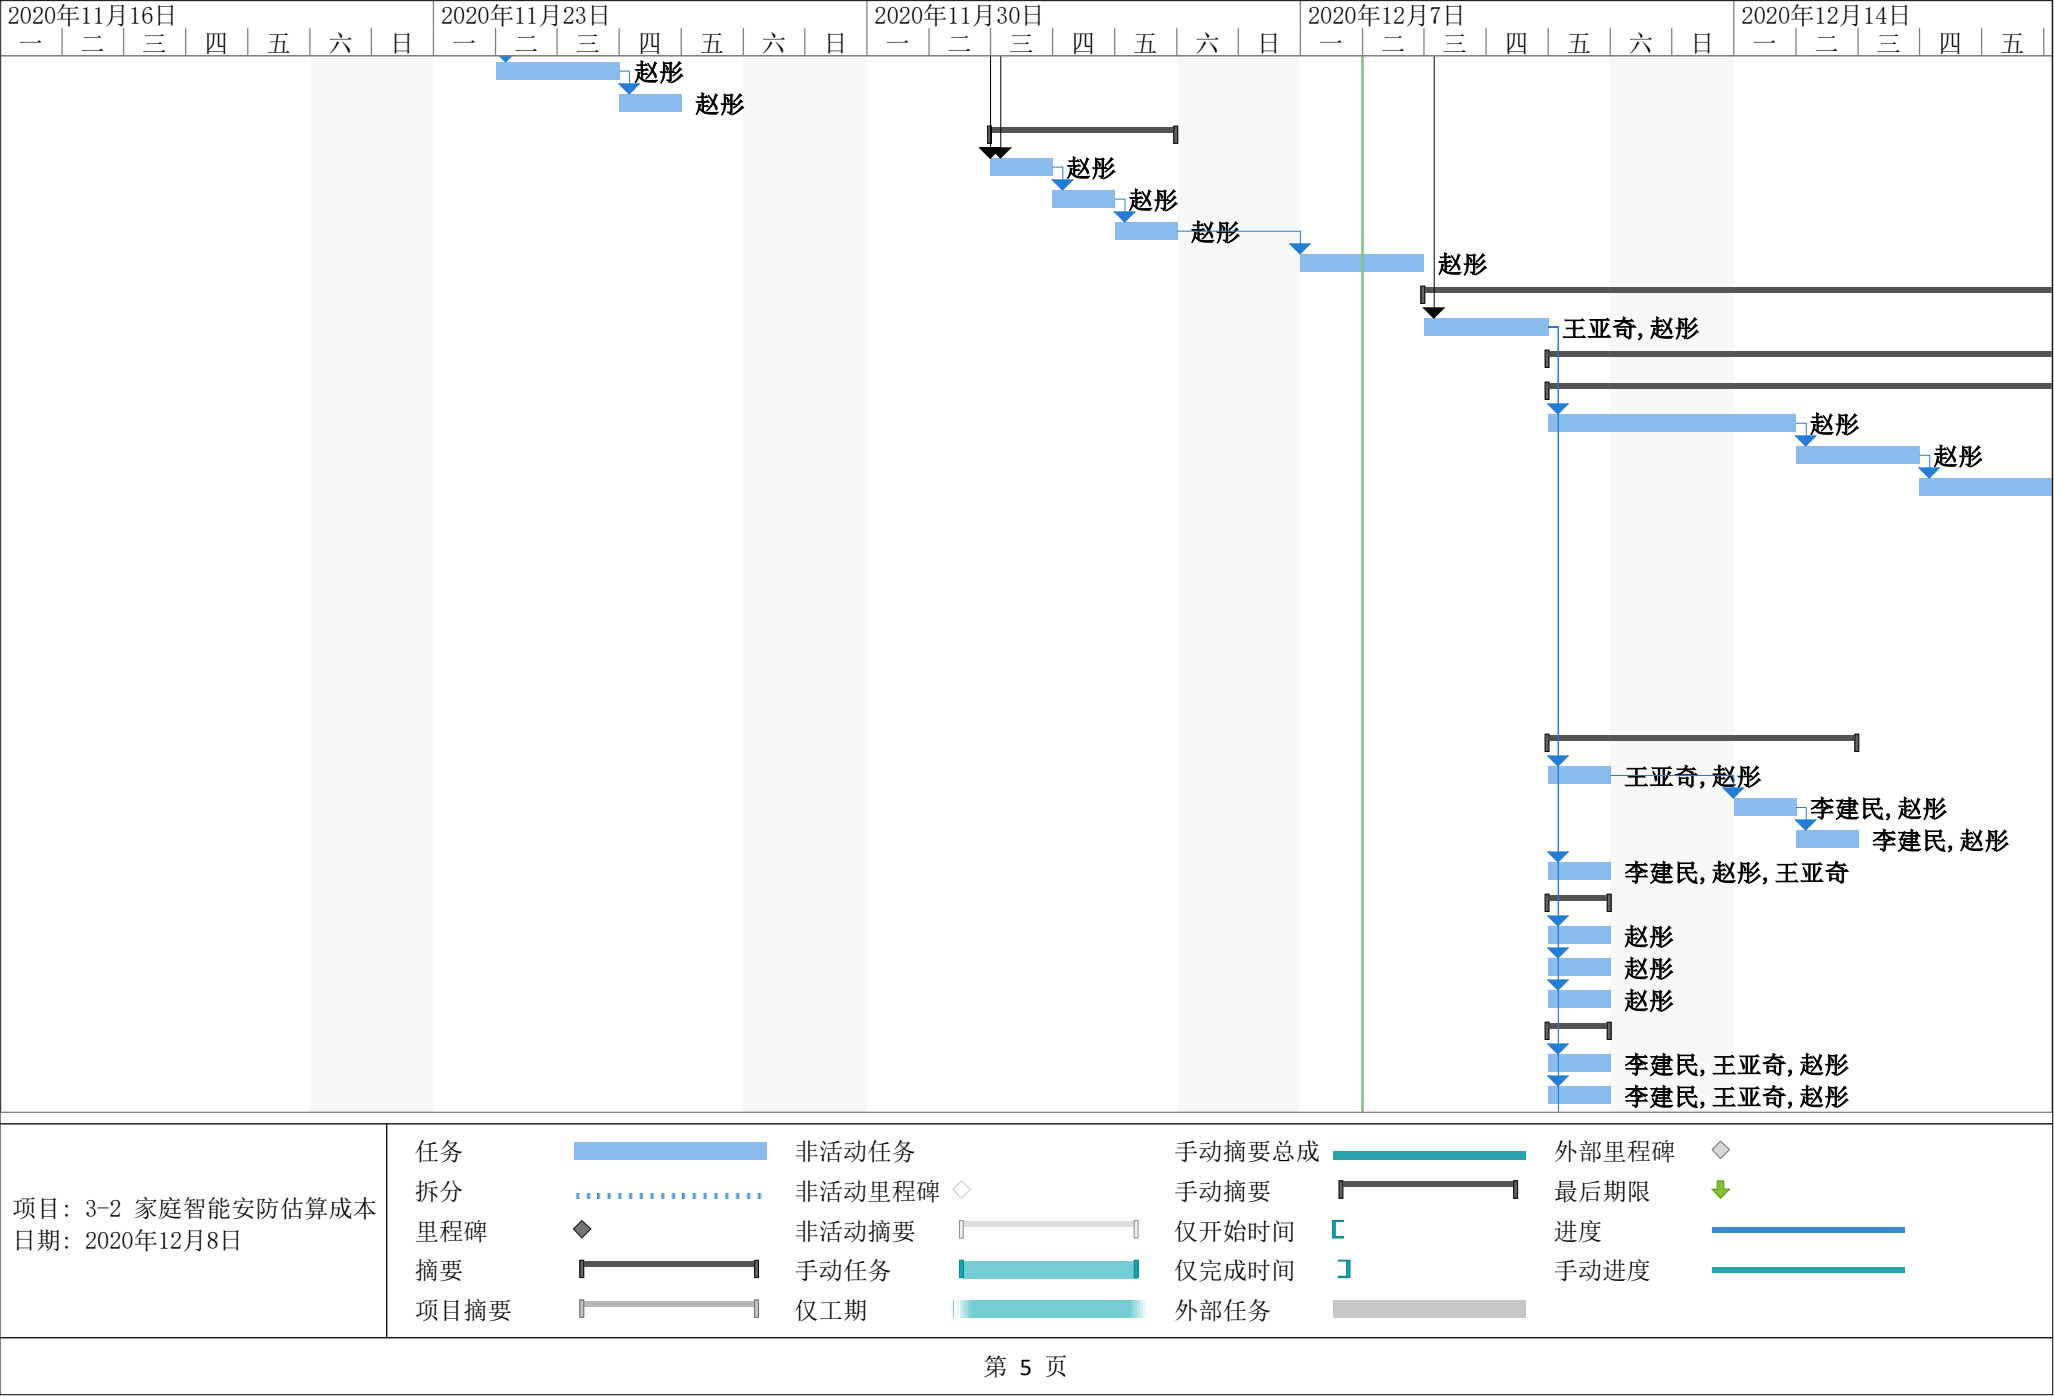 2020年11月16日 2020年11月23日 2020年11月30日 2020年12月7日 2020年12月14日
一 二 三 四 五 六 日 一 二 三 四 五 六 日 一 二 三 四 五 六 日 一 二 三 四 五 六 日 一 二 三 四 五
赵彤
赵彤
赵彤
赵彤
赵彤
赵彤
王亚奇,赵彤
赵彤
赵彤
王亚奇,赵彤
李建民,赵彤
李建民,赵彤
李建民,赵彤,王亚奇
赵彤
赵彤
赵彤
李建民,王亚奇,赵彤
李建民,王亚奇,赵彤
项目: 3-2 家庭智能安防估算成本
日期: 2020年12月8日
任务
拆分
里程碑
摘要
项目摘要
非活动任务
非活动里程碑
非活动摘要
手动任务
仅工期
手动摘要总成
手动摘要
仅开始时间
仅完成时间
外部任务
外部里程碑
最后期限
进度
手动进度
第 5 页